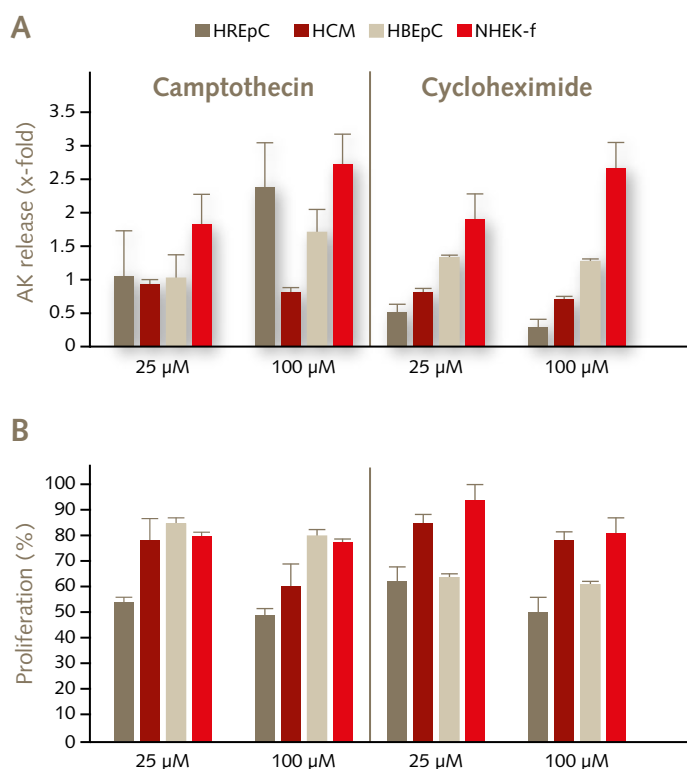 A
HREpC HCM HBEpC NHEK-f
Camptothecin Cycloheximide
AK release (x-fold)
3.5
3
2.5
2
1.5
1
0.5
0
25 µM 100 µM 25 µM 100 µM
B
Proliferation (%)
100
90
80
70
60
50
40
30
20
10
0
25 µM 100 µM 25 µM 100 µM